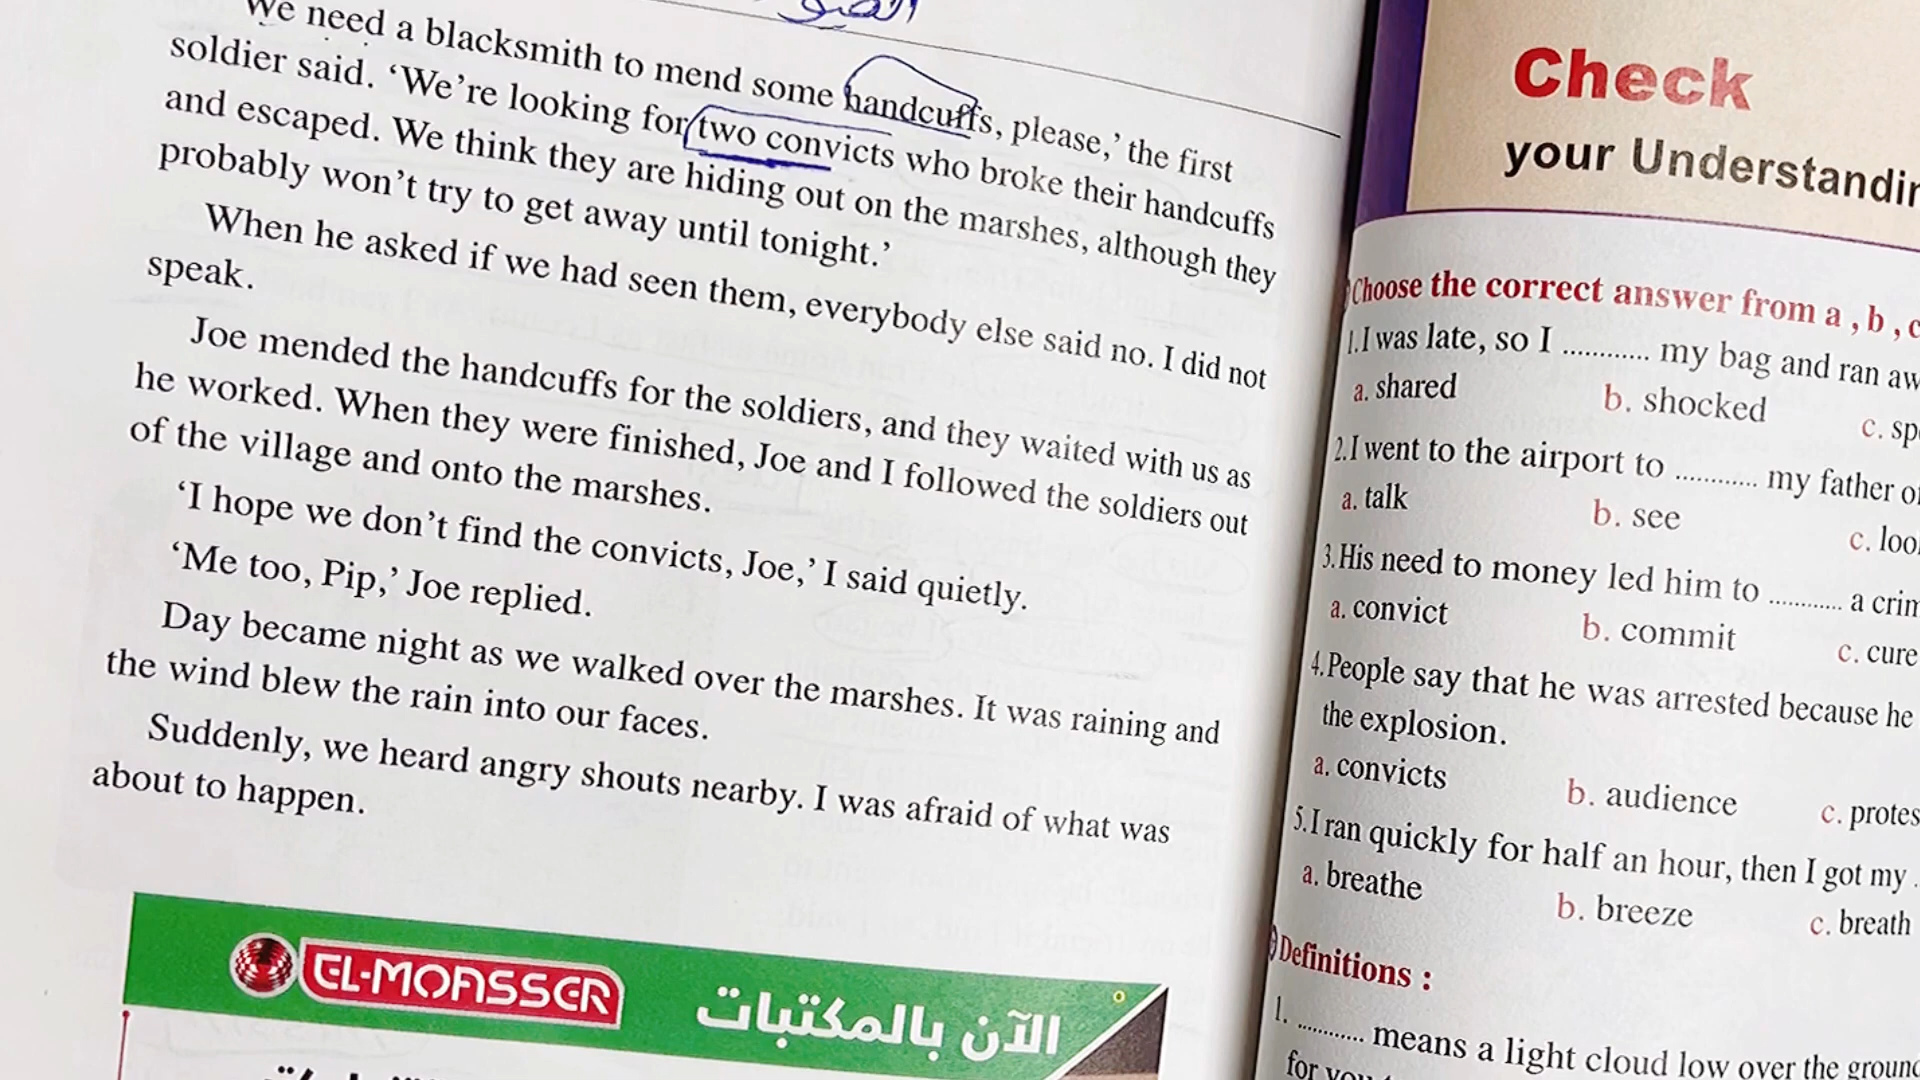 الضو
We need a blacksmith to mend some handcuffs, please,’ the first
soldier said. ‘We’re looking for two convicts who broke their handcuffs
and escaped. We think they are hiding out on the marshes, although they
probably won’t try to get away until tonight.’
When he asked if we had seen them, everybody else said no. I did not
speak.
Joe mended the handcuffs for the soldiers, and they waited with us as
he worked. When they were finished, Joe and I followed the soldiers out
of the village and onto the marshes.
‘I hope we don’t find the convicts, Joe,’ I said quietly.
‘Me too, Pip,’ Joe replied.
Day became night as we walked over the marshes. It was raining and
the wind blew the rain into our faces.
Suddenly, we heard angry shouts nearby. I was afraid of what was
about to happen.
EL-MOASSER
الآن بالمكتبات
Check
your Understandin
Choose the correct answer from a , b , c
1.I was late, so I ............ my bag and ran aw
a. shared b. shocked c. sp
2.I went to the airport to ............ my father o
a. talk b. see c. loo
3.His need to money led him to ............ a crim
a. convict b. commit c. cure
4.People say that he was arrested because he
the explosion.
a. convicts b. audience c. protes
5.I ran quickly for half an hour, then I got my .
a. breathe b. breeze c. breath
Definitions :
1. ............ means a light cloud low over the ground
for you